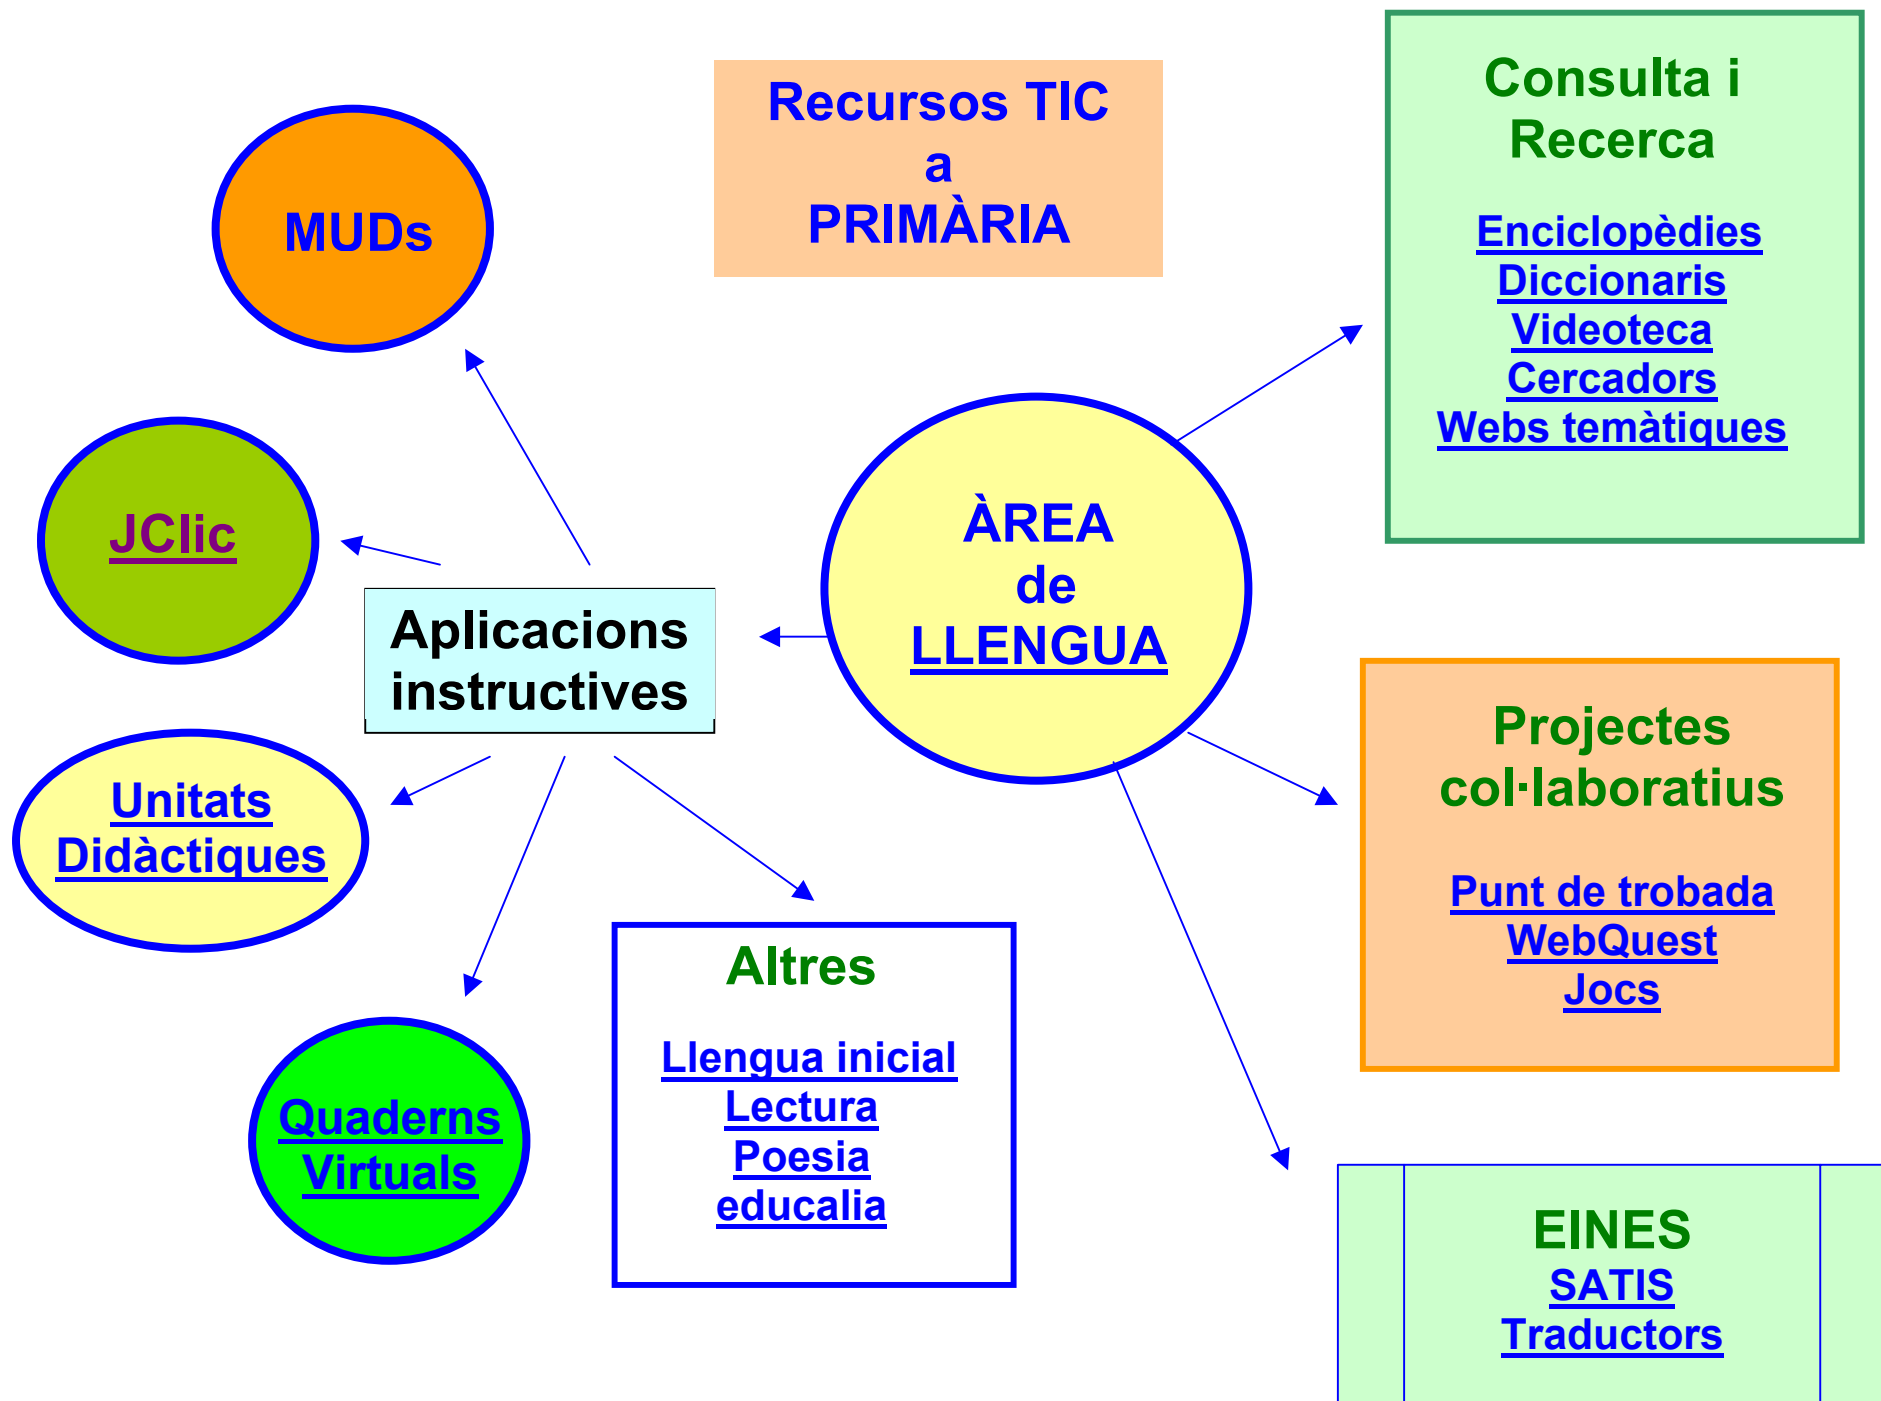 Recursos TIC
a
PRIMÀRIA
MUDs
JClic
Aplicacions
instructives
Unitats
Didàctiques
Quaderns
Virtuals
Altres
Llengua inicial
Lectura
Poesia
educalia
ÀREA
de
LLENGUA
Consulta i
Recerca
Enciclopèdies
Diccionaris
Videoteca
Cercadors
Webs temàtiques
Projectes
col·laboratius
Punt de trobada
WebQuest
Jocs
EINES
SATIS
Traductors